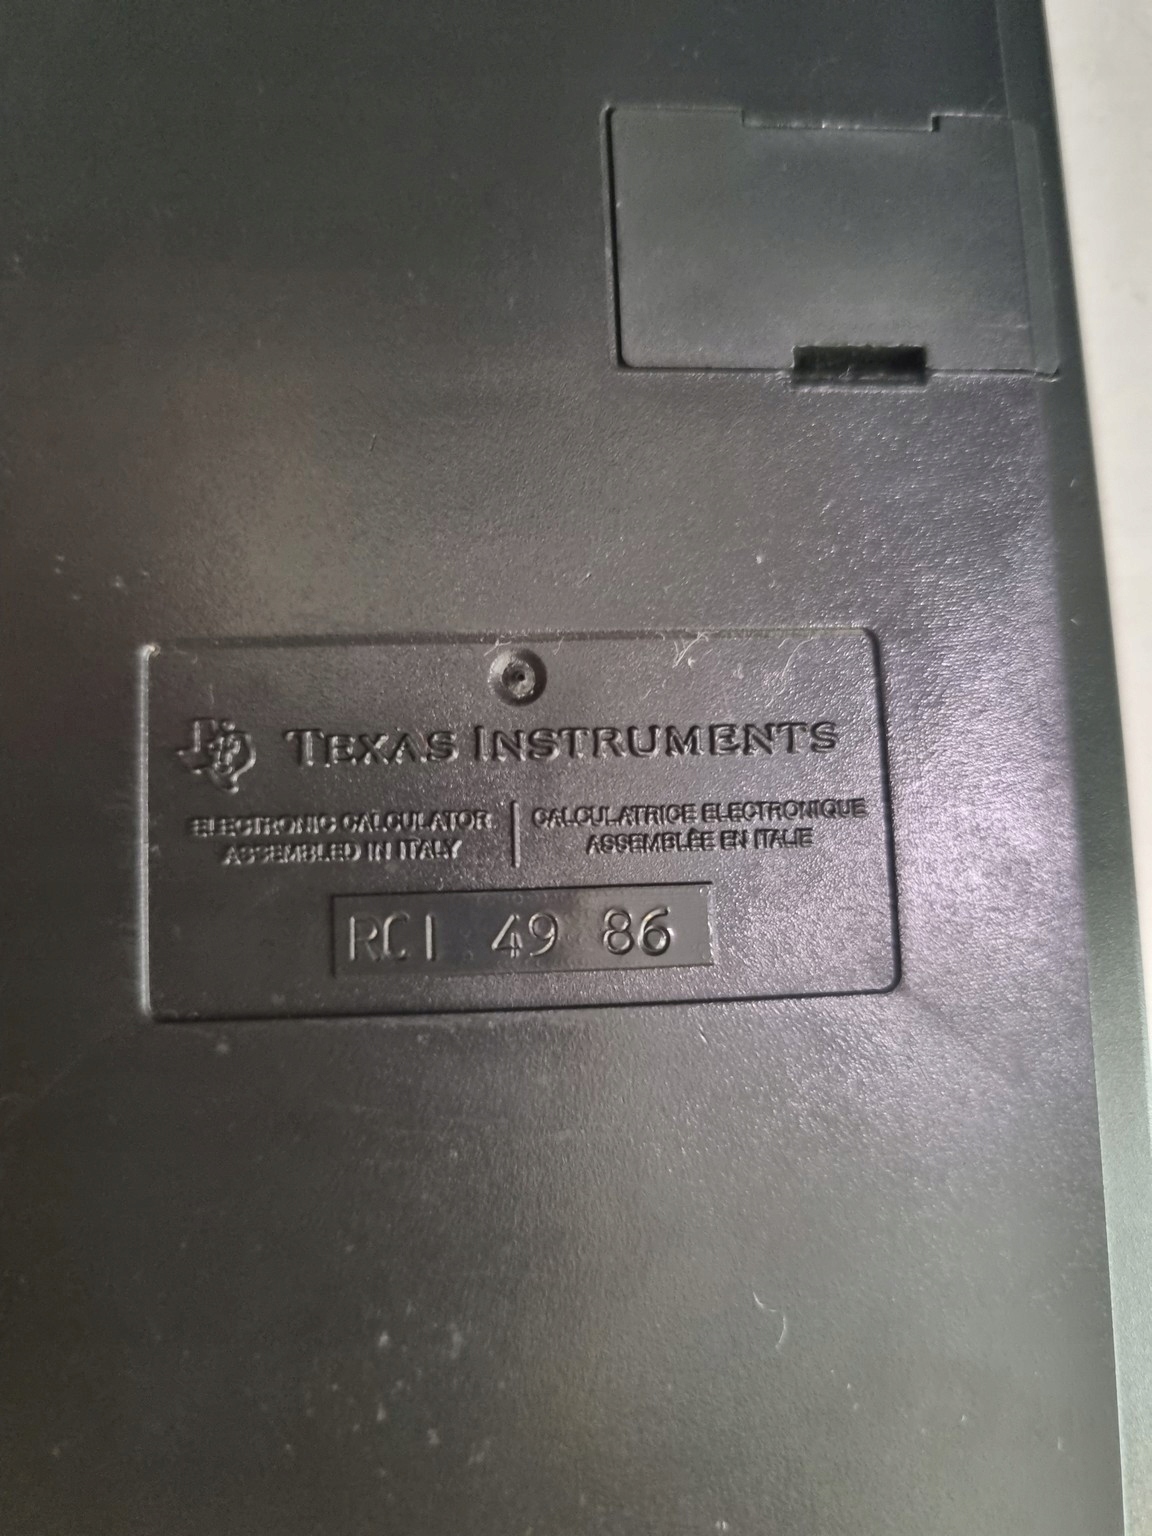 TEXAS INSTRUMENTS
ELECTRONIC CALCULATOR
ASSEMBLED IN ITALY
CALCULATRICE ELECTRONIQUE
ASSEMBLÉE EN ITALIE
RCI 49 86